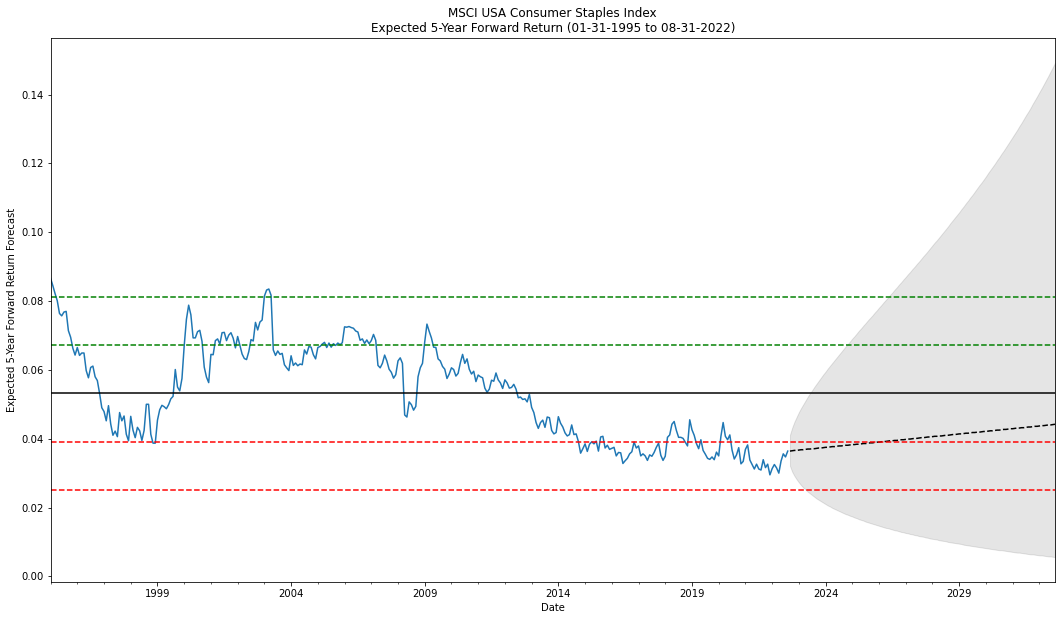 MSCI USA Consumer Staples Index
Expected 5-Year Forward Return (01-31-1995 to 08-31-2022)
0.14
0.12
0.10
0.08
0.06
0.04
0.02
0.00
Expected 5-Year Forward Return Forecast
1999 2004 2009 2014 2019 2024 2029
Date